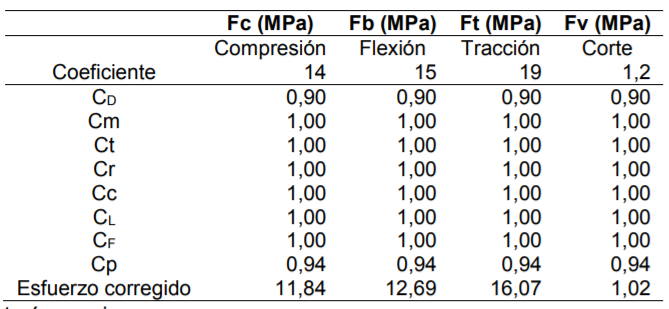 Fc (MPa) Fb (MPa) Ft (MPa) Fv (MPa)
Compresión Flexión Tracción Corte
Coeficiente 14 15 19 1,2
CD 0,90 0,90 0,90 0,90
Cm 1,00 1,00 1,00 1,00
Ct 1,00 1,00 1,00 1,00
Cr 1,00 1,00 1,00 1,00
Cc 1,00 1,00 1,00 1,00
CL 1,00 1,00 1,00 1,00
CF 1,00 1,00 1,00 1,00
Cp 0,94 0,94 0,94 0,94
Esfuerzo corregido 11,84 12,69 16,07 1,02